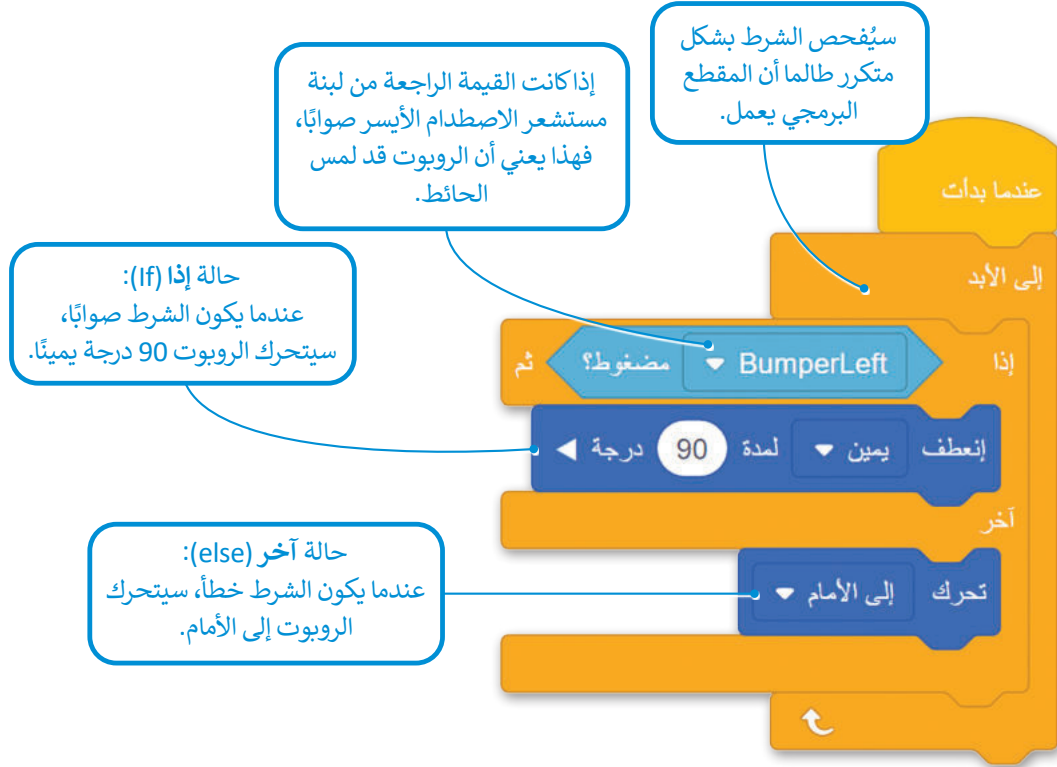 سيُفحص الشرط بشكل
متكرر طالما أن المقطع
البرمجي يعمل.
إذا كانت القيمة الراجعة من لبنة
مستشعر الاصطدام الأيسر صوابًا،
فهذا يعني أن الروبوت قد لمس
الحائط.
حالة إذا (If):
عندما يكون الشرط صوابًا،
سيتحرك الروبوت 90 درجة يمينًا.
حالة آخر (else):
عندما يكون الشرط خطأ، سيتحرك
الروبوت إلى الأمام.
عندما بدأت
إلى الأبد
إذا BumperLeft مضغوط؟ ثم
إنعطف يمين لمدة 90 درجة
آخر
تحرك إلى الأمام